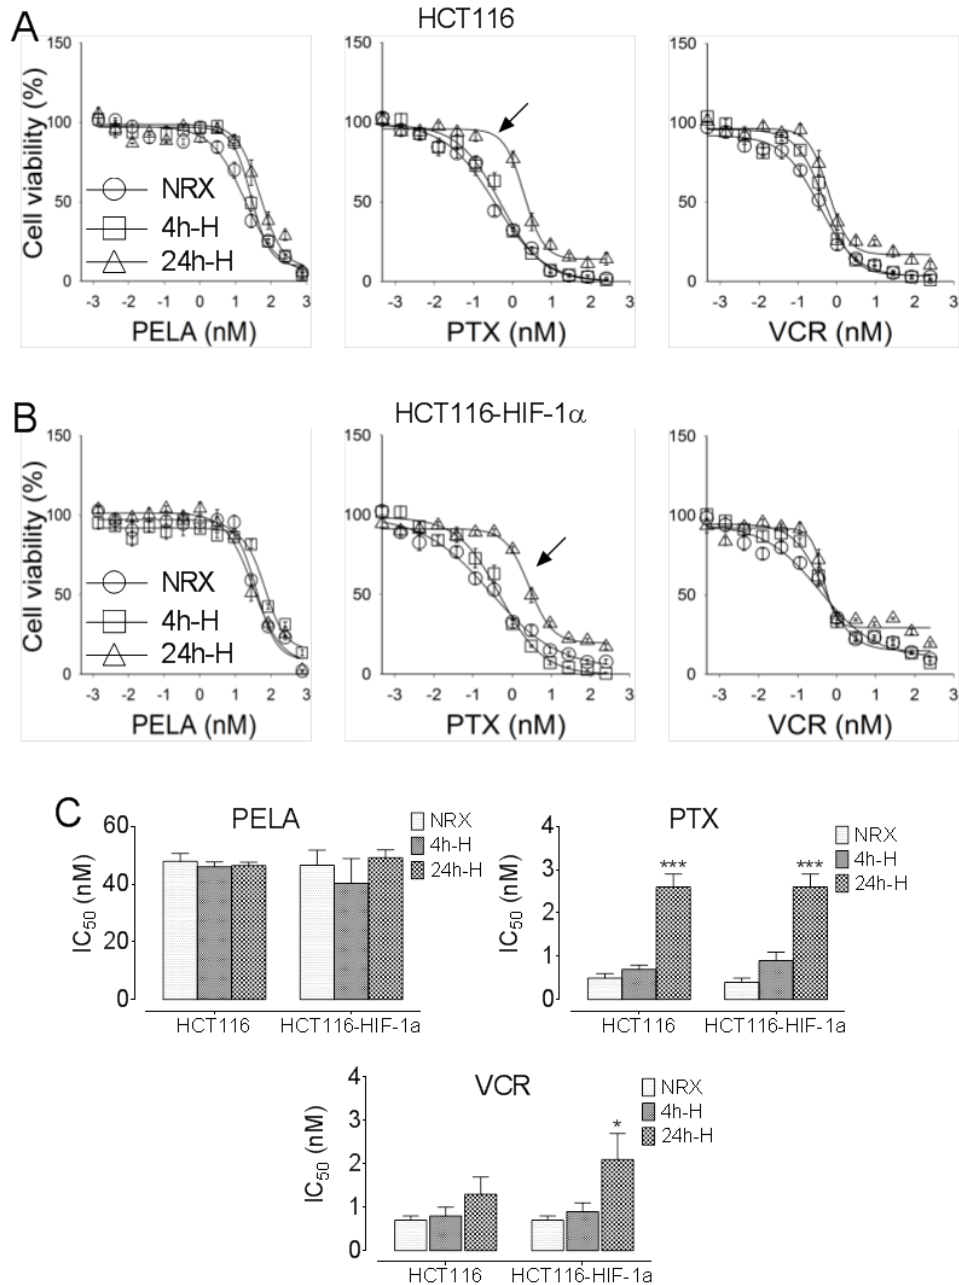 A
HCT116
Cell viability (%)
150
100
50
0
NRX
4h-H
24h-H
-3 -2 -1 0 1 2 3
PELA (nM)
150
100
50
0
-3 -2 -1 0 1 2 3
PTX (nM)
150
100
50
0
-3 -2 -1 0 1 2 3
VCR (nM)
B
HCT116-HIF-1α
Cell viability (%)
150
100
50
0
NRX
4h-H
24h-H
-3 -2 -1 0 1 2 3
PELA (nM)
150
100
50
0
-3 -2 -1 0 1 2 3
PTX (nM)
150
100
50
0
-3 -2 -1 0 1 2 3
VCR (nM)
C
PELA
IC50 (nM)
60
40
20
0
NRX
4h-H
24h-H
HCT116 HCT116-HIF-1a
PTX
IC50 (nM)
4
3
2
1
0
*** ***
NRX
4h-H
24h-H
HCT116 HCT116-HIF-1a
VCR
IC50 (nM)
4
3
2
1
0
*
NRX
4h-H
24h-H
HCT116 HCT116-HIF-1a